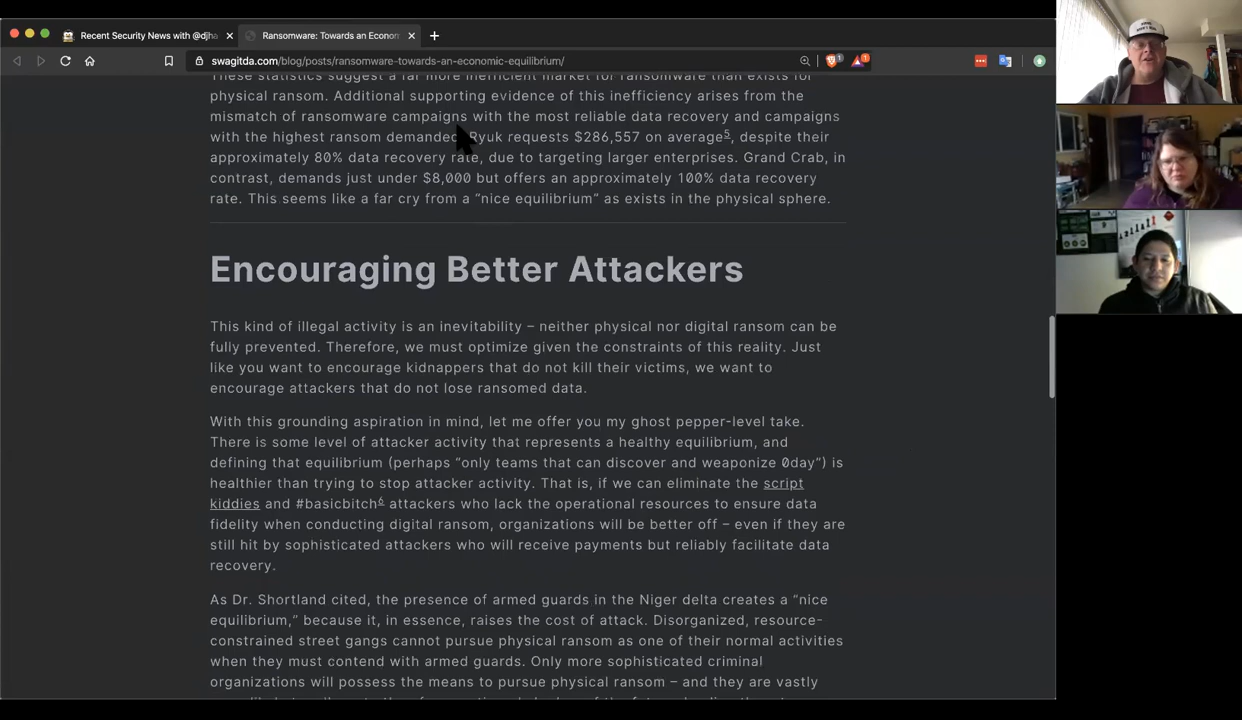 Recent Security News with @djha
Ransomware: Towards an Econom
swagitda.com/blog/posts/ransomware-towards-an-economic-equilibrium/
These statistics suggest a far more inefficient market for ransomware than exists for
physical ransom. Additional supporting evidence of this inefficiency arises from the
mismatch of ransomware campaigns with the most reliable data recovery and campaigns
with the highest ransom demanded. Ryuk requests $286,557 on average5, despite their
approximately 80% data recovery rate, due to targeting larger enterprises. Grand Crab, in
contrast, demands just under $8,000 but offers an approximately 100% data recovery
rate. This seems like a far cry from a “nice equilibrium” as exists in the physical sphere.
Encouraging Better Attackers
This kind of illegal activity is an inevitability – neither physical nor digital ransom can be
fully prevented. Therefore, we must optimize given the constraints of this reality. Just
like you want to encourage kidnappers that do not kill their victims, we want to
encourage attackers that do not lose ransomed data.
With this grounding aspiration in mind, let me offer you my ghost pepper-level take.
There is some level of attacker activity that represents a healthy equilibrium, and
defining that equilibrium (perhaps “only teams that can discover and weaponize 0day”) is
healthier than trying to stop attacker activity. That is, if we can eliminate the script
kiddies and #basicbitch6 attackers who lack the operational resources to ensure data
fidelity when conducting digital ransom, organizations will be better off – even if they are
still hit by sophisticated attackers who will receive payments but reliably facilitate data
recovery.
As Dr. Shortland cited, the presence of armed guards in the Niger delta creates a “nice
equilibrium,” because it, in essence, raises the cost of attack. Disorganized, resource-
constrained street gangs cannot pursue physical ransom as one of their normal activities
when they must contend with armed guards. Only more sophisticated criminal
organizations will possess the means to pursue physical ransom – and they are vastly